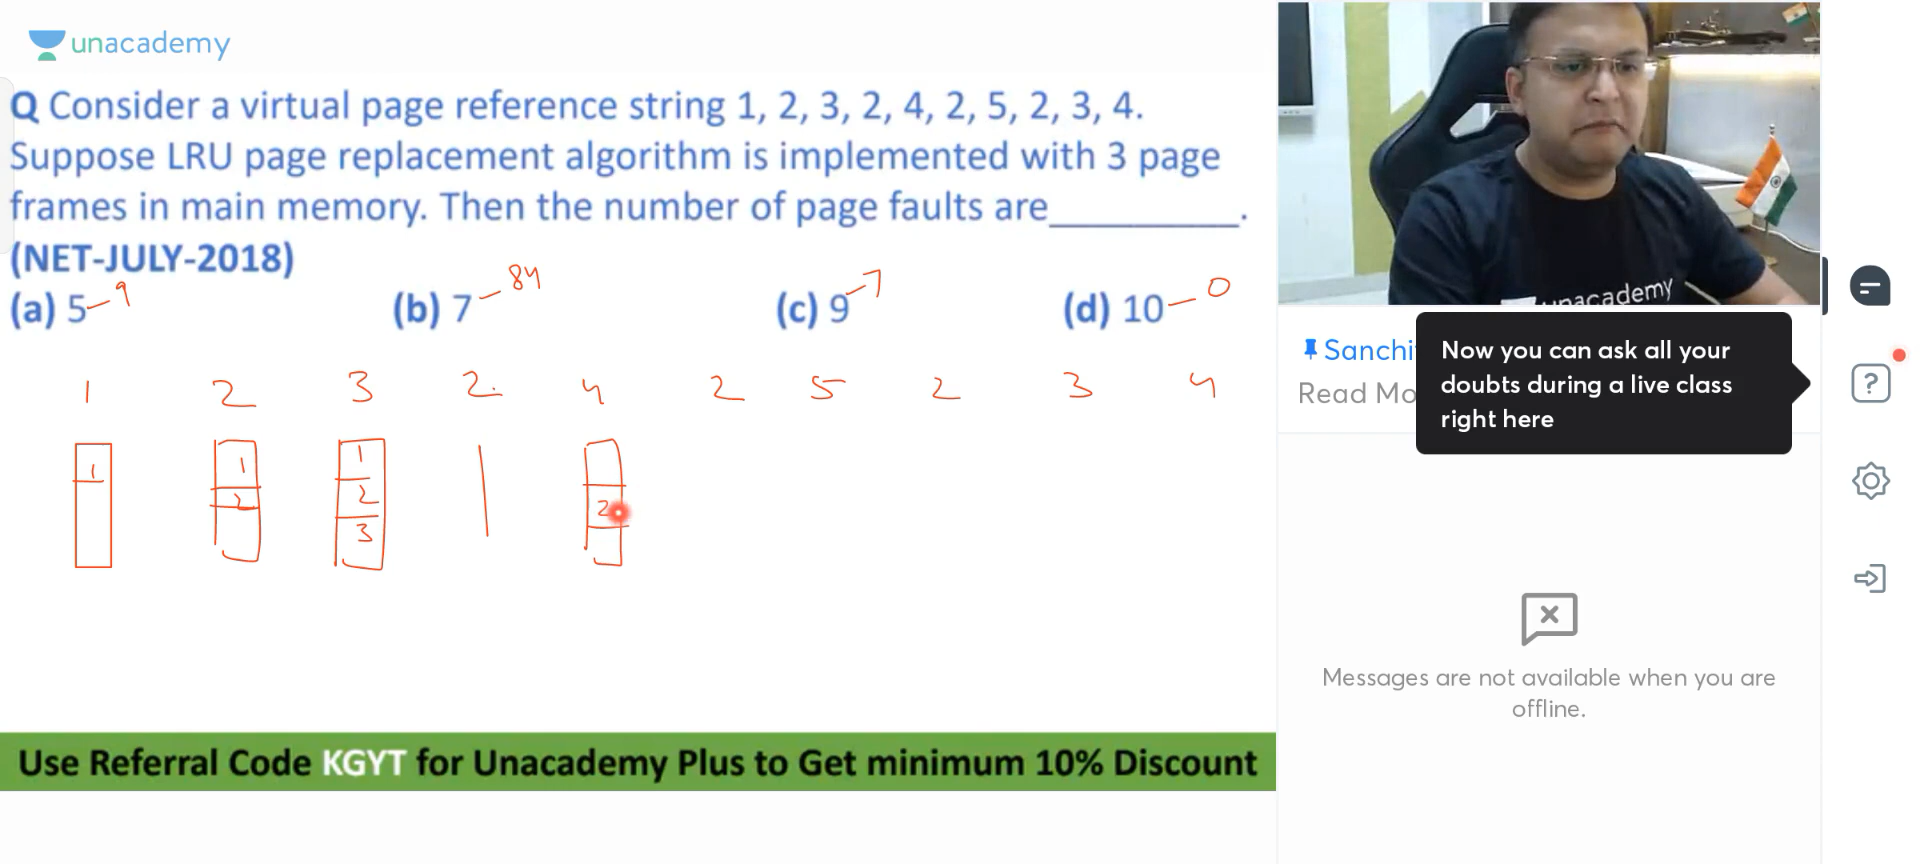 unacademy
Q Consider a virtual page reference string 1, 2, 3, 2, 4, 2, 5, 2, 3, 4.
Suppose LRU page replacement algorithm is implemented with 3 page
frames in main memory. Then the number of page faults are__________.
(NET-JULY-2018)
(a) 5 – 9 (b) 7 – 84 (c) 9 – 7 (d) 10 – 0
1 2 3 2. 4 2 5 2 3 4
1 1 1
2 2 2
3
unacademy
Sanchi
Read Mo
Now you can ask all your
doubts during a live class
right here
?
Messages are not available when you are
offline.
Use Referral Code KGYT for Unacademy Plus to Get minimum 10% Discount